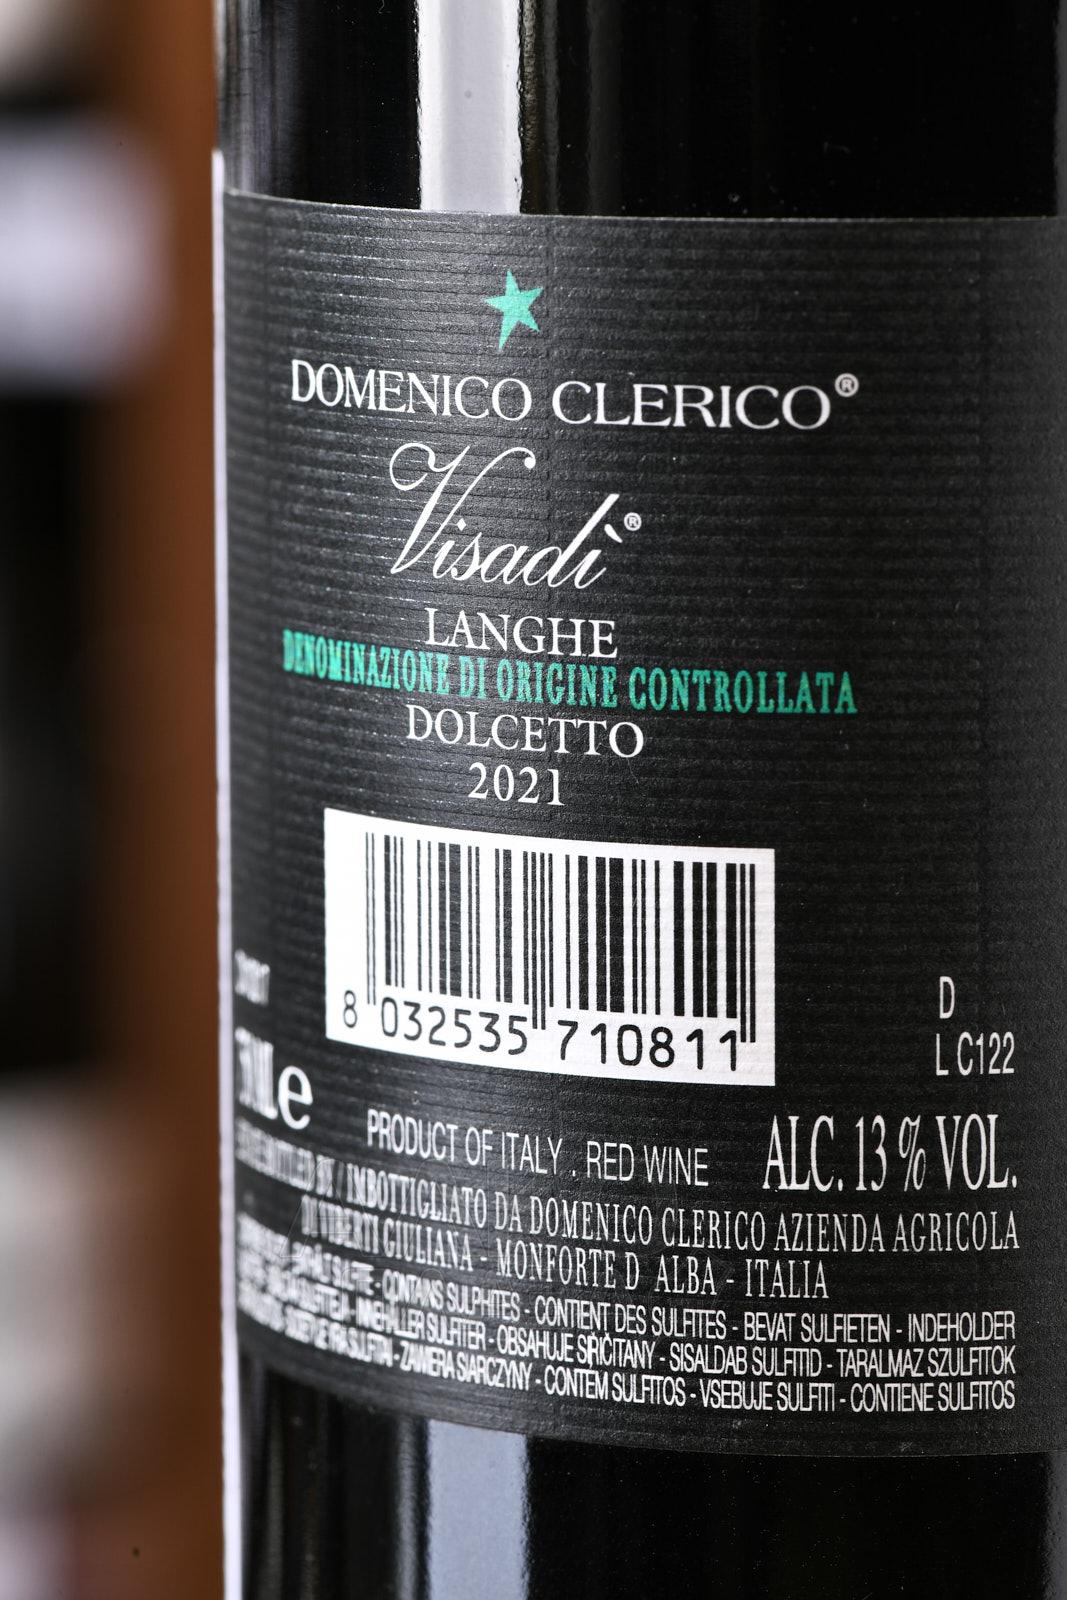 DOMENICO CLERICO®
Visadì®
LANGHE
DENOMINAZIONE DI ORIGINE CONTROLLATA
DOLCETTO
2021
8 032535 710811
D
L C122
e
PRODUCT OF ITALY . RED WINE ALC. 13 % VOL.
BY / IMBOTTIGLIATO DA DOMENICO CLERICO AZIENDA AGRICOLA
GIULIANA - MONFORTE D ALBA - ITALIA
- CONTAINS SULPHITES - CONTIENT DES SULFITES - BEVAT SULFIETEN - INDEHOLDER
INNEHÅLLER SULFITER - OBSAHUJE SIŘIČITANY - SISALDAB SULFITID - TARALMAZ SZULFITOK
- ZAWERA SIARCZYNY - CONTEM SULFITOS - VSEBUJE SULFITI - CONTIENE SULFITOS